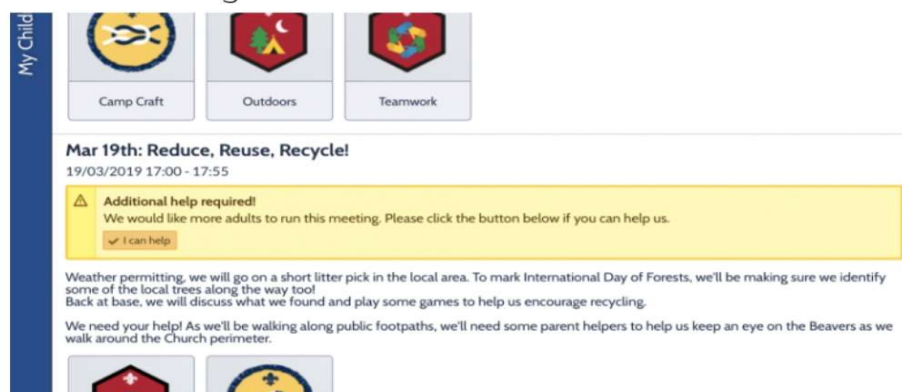 My Child
Camp Craft
Outdoors
Teamwork
Mar 19th: Reduce, Reuse, Recycle!
19/03/2019 17:00 - 17:55
Additional help required!
We would like more adults to run this meeting. Please click the button below if you can help us.
I can help
Weather permitting, we will go on a short litter pick in the local area. To mark International Day of Forests, we'll be making sure we identify
some of the local trees along the way too!
Back at base, we will discuss what we found and play some games to help us encourage recycling.
We need your help! As we'll be walking along public footpaths, we'll need some parent helpers to help us keep an eye on the Beavers as we
walk around the Church perimeter.